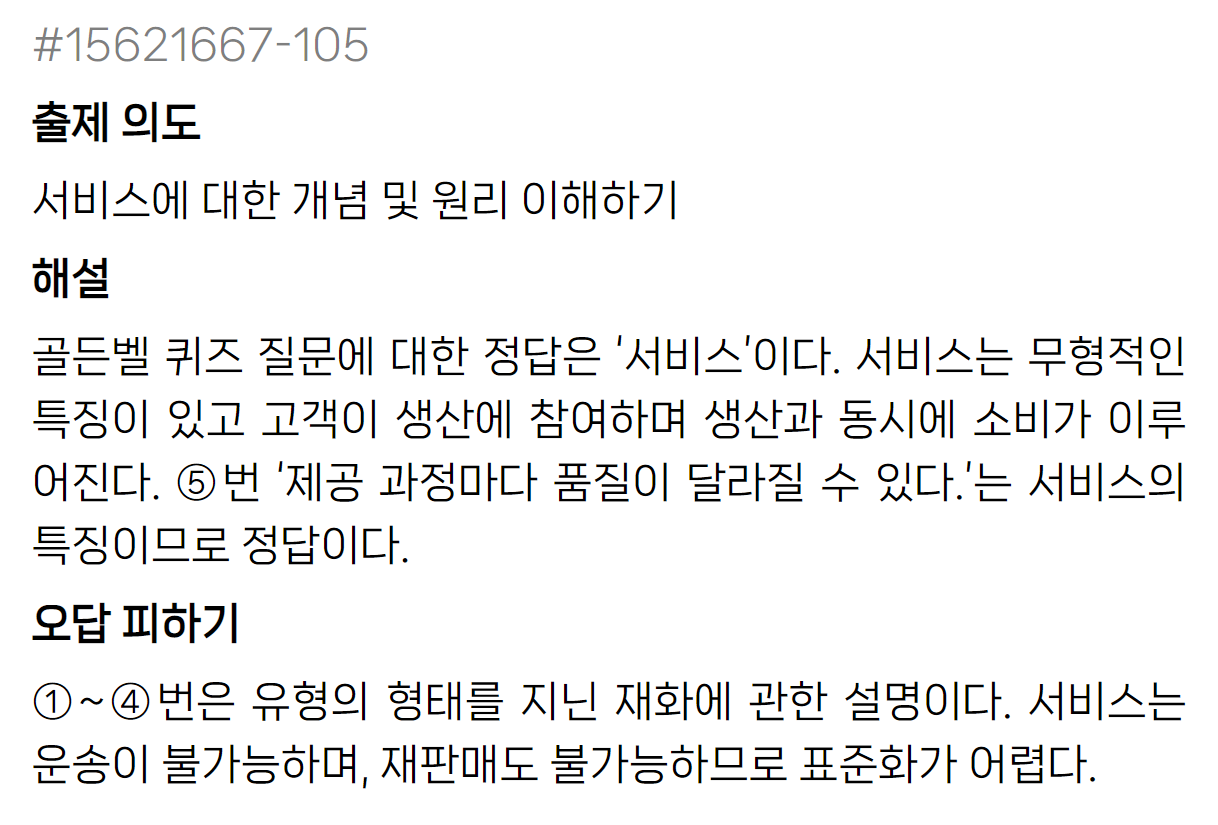 #15621667-105
출제 의도
서비스에 대한 개념 및 원리 이해하기
해설
골든벨 퀴즈 질문에 대한 정답은 '서비스'이다. 서비스는 무형적인
특징이 있고 고객이 생산에 참여하며 생산과 동시에 소비가 이루
어진다. ⑤번 '제공 과정마다 품질이 달라질 수 있다.'는 서비스의
특징이므로 정답이다.
오답 피하기
①~④번은 유형의 형태를 지닌 재화에 관한 설명이다. 서비스는
운송이 불가능하며, 재판매도 불가능하므로 표준화가 어렵다.